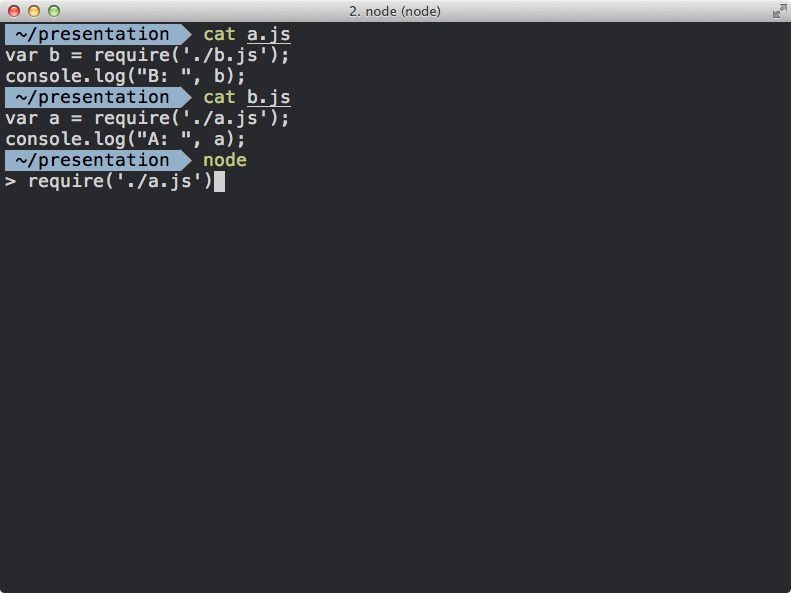 2. node (node)
~/presentation cat a.js
var b = require('./b.js');
console.log("B: ", b);
~/presentation cat b.js
var a = require('./a.js');
console.log("A: ", a);
~/presentation node
> require('./a.js')